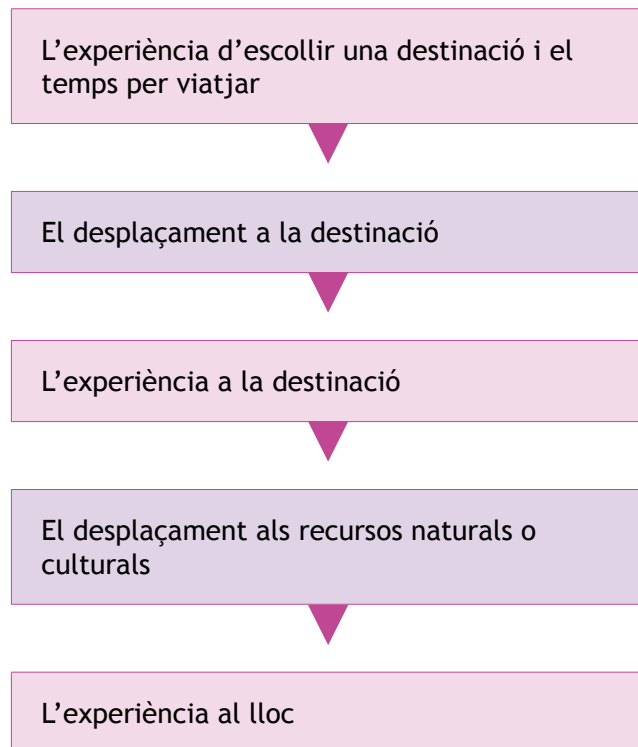 L’experiència d’escollir una destinació i el
temps per viatjar
El desplaçament a la destinació
L’experiència a la destinació
El desplaçament als recursos naturals o
culturals
L’experiència al lloc